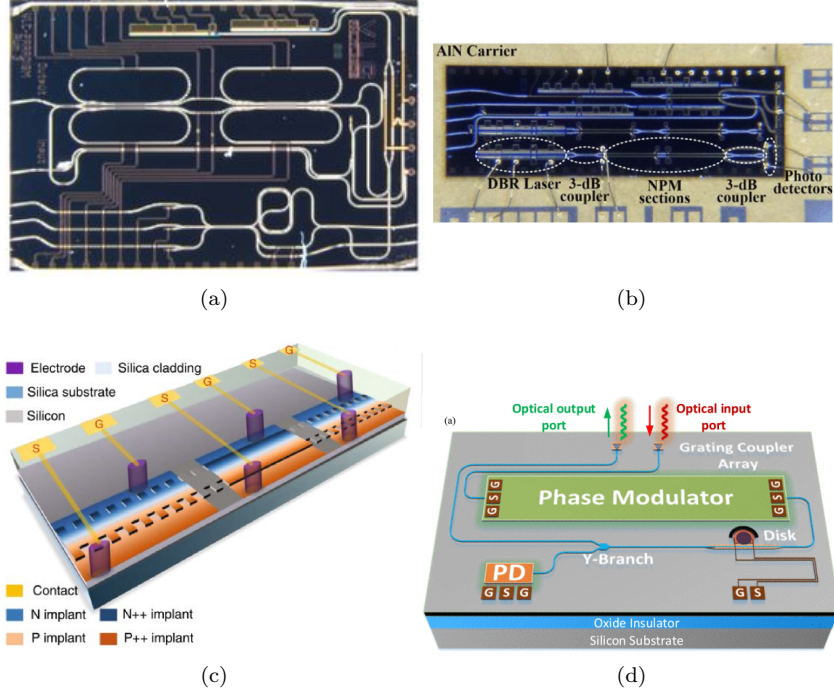 (a)
AlN Carrier
DBR Laser
3-dB
coupler
NPM
sections
3-dB
coupler
Photo
detectors
(b)
Electrode
Silica cladding
Silica substrate
Silicon
S
G
S
G
S
G
Contact
N implant
N++ implant
P implant
P++ implant
(c)
(a)
Optical output
port
Optical input
port
Grating Coupler
Array
G
S
G
Phase Modulator
G
S
G
Disk
Y-Branch
PD
G S G
G S
Oxide Insulator
Silicon Substrate
(d)